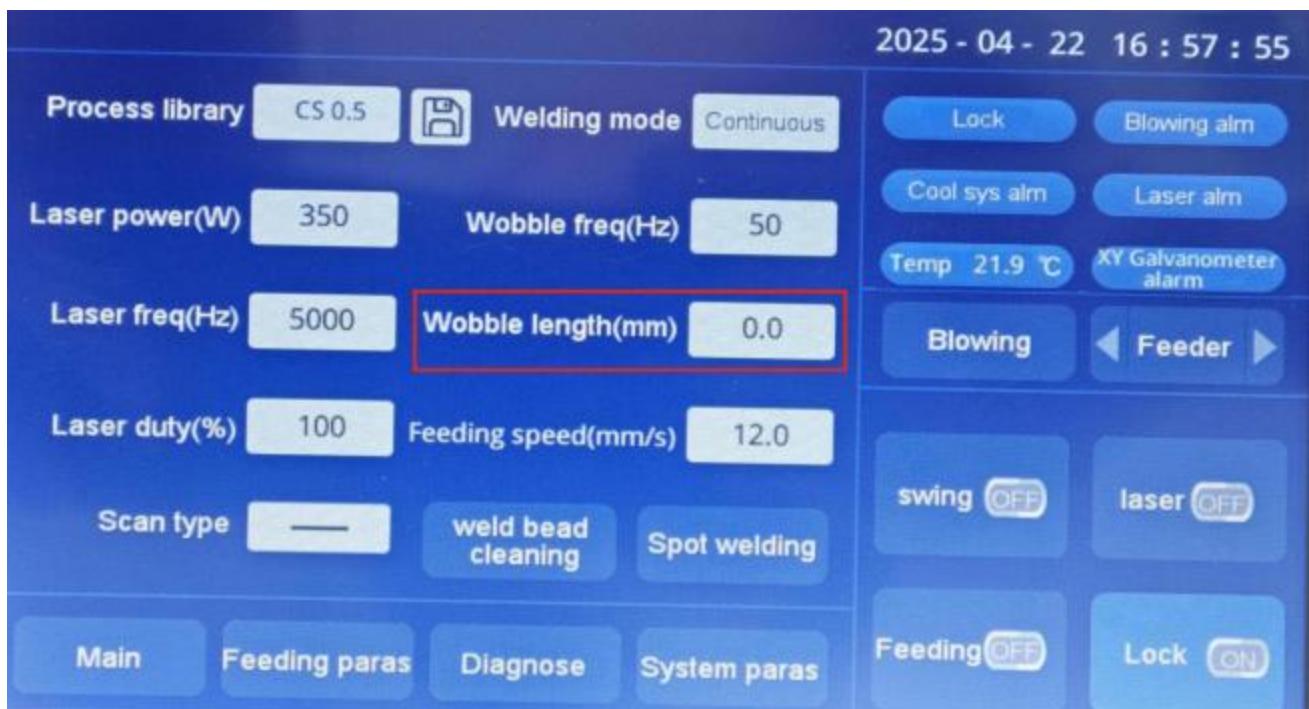 2025 - 04 - 22 16 : 57 : 55
Process library CS 0.5 Welding mode Continuous
Lock Blowing alm
Laser power(W) 350 Wobble freq(Hz) 50
Cool sys alm Laser alm
Temp 21.9 ℃ XY Galvanometer
alarm
Laser freq(Hz) 5000 Wobble length(mm) 0.0
Blowing Feeder
Laser duty(%) 100 Feeding speed(mm/s) 12.0
swing OFF laser OFF
Scan type
weld bead
cleaning
Spot welding
Feeding OFF Lock ON
Main Feeding paras Diagnose System paras